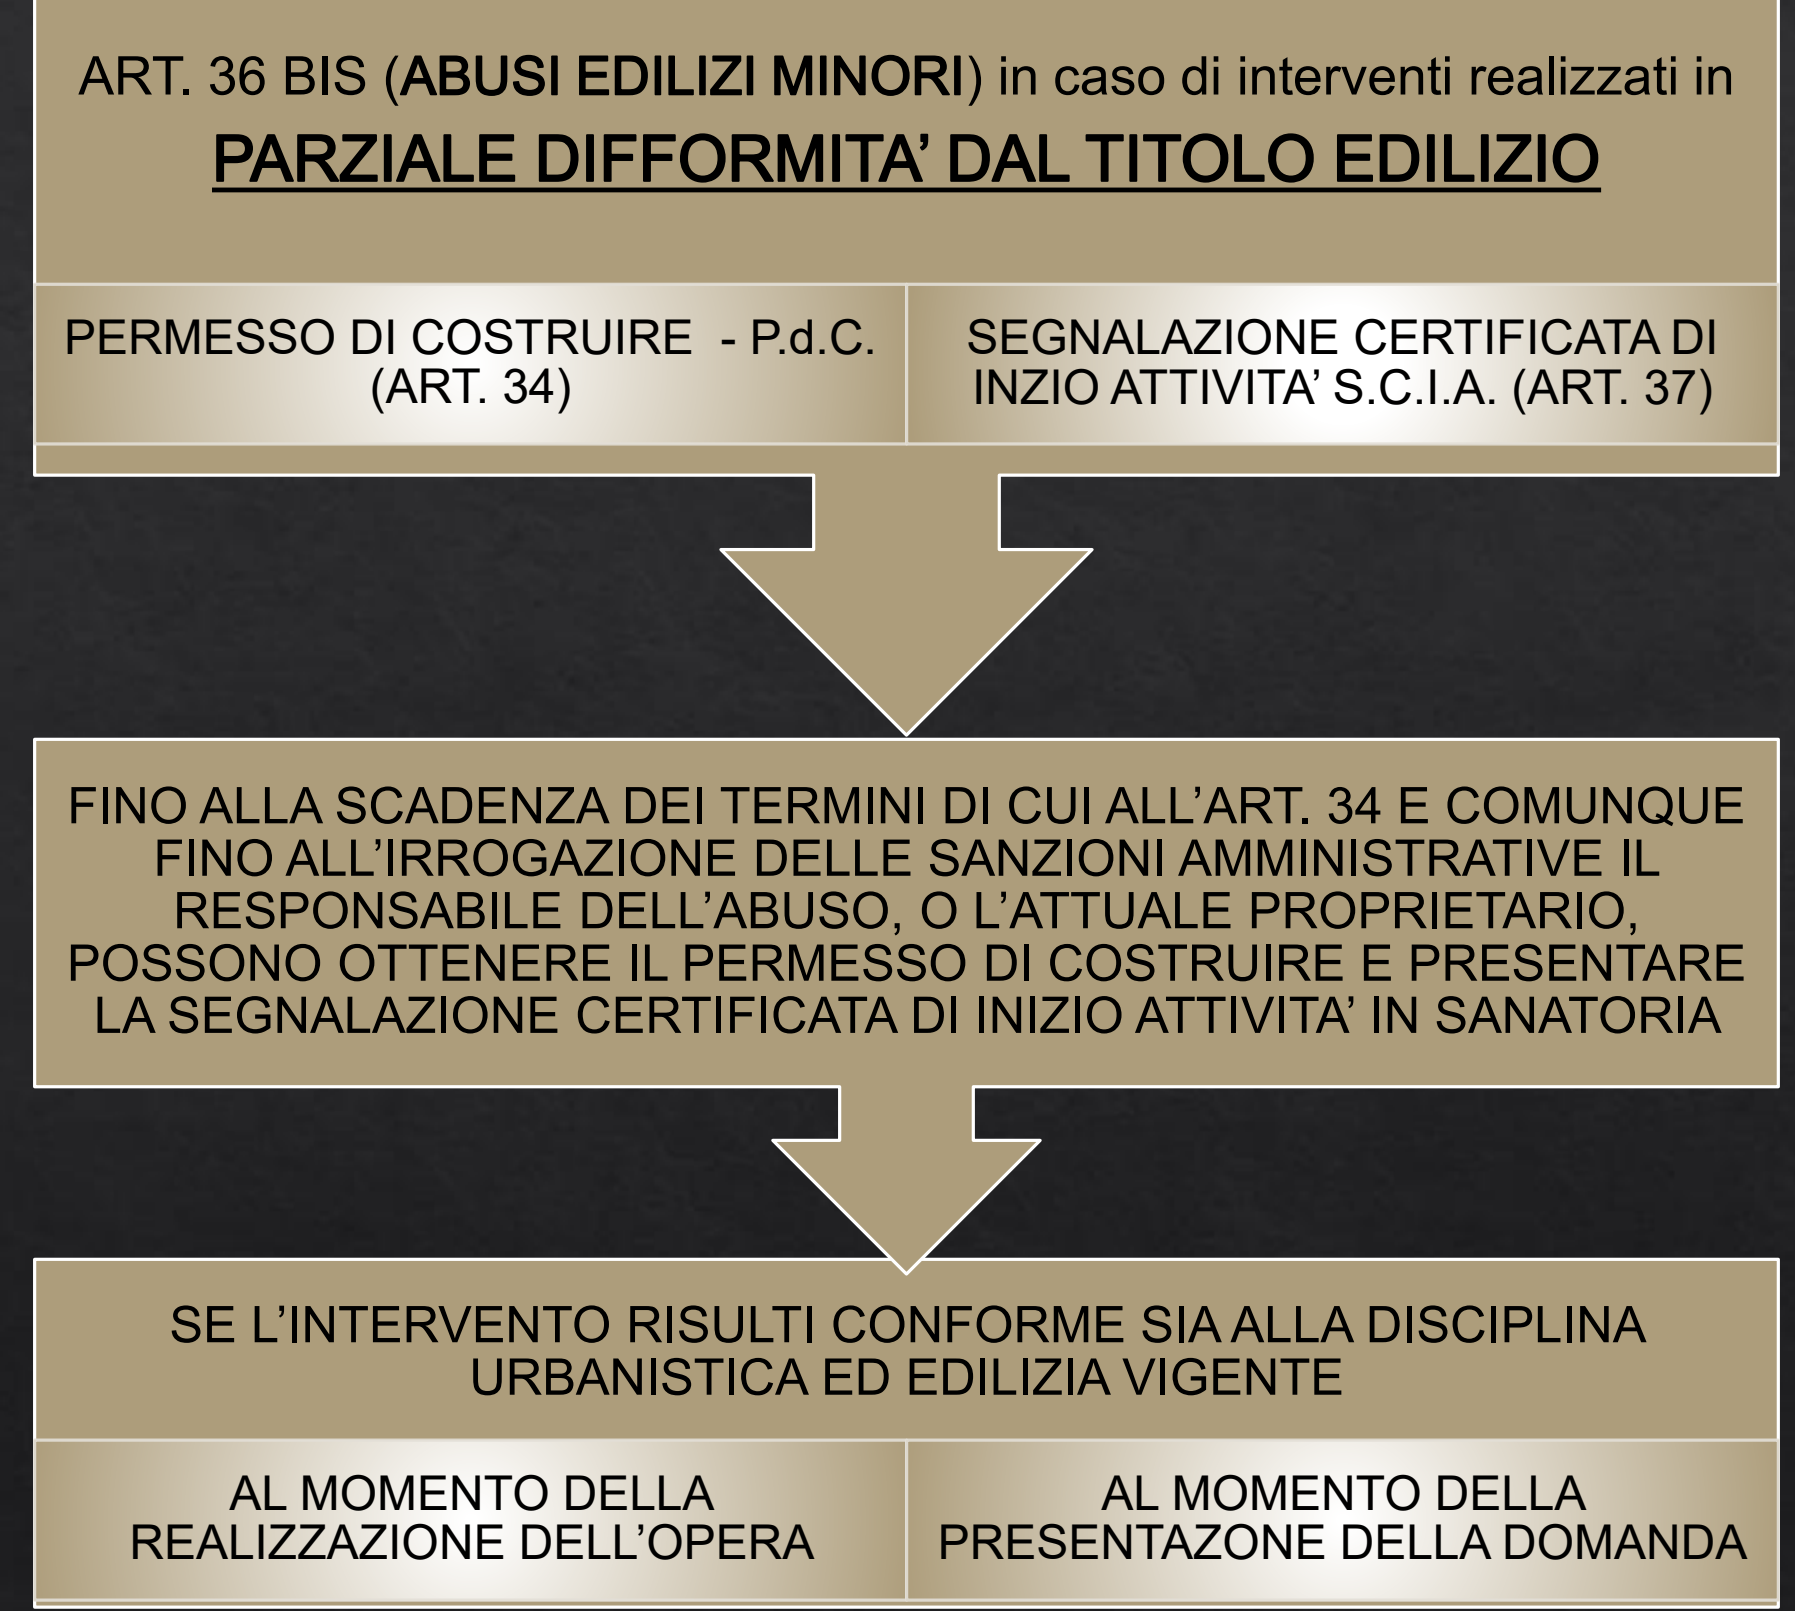 ART. 36 BIS (ABUSI EDILIZI MINORI) in caso di interventi realizzati in
PARZIALE DIFFORMITA’ DAL TITOLO EDILIZIO
PERMESSO DI COSTRUIRE - P.d.C.
(ART. 34)
SEGNALAZIONE CERTIFICATA DI
INZIO ATTIVITA’ S.C.I.A. (ART. 37)
FINO ALLA SCADENZA DEI TERMINI DI CUI ALL’ART. 34 E COMUNQUE
FINO ALL’IRROGAZIONE DELLE SANZIONI AMMINISTRATIVE IL
RESPONSABILE DELL’ABUSO, O L’ATTUALE PROPRIETARIO,
POSSONO OTTENERE IL PERMESSO DI COSTRUIRE E PRESENTARE
LA SEGNALAZIONE CERTIFICATA DI INIZIO ATTIVITA’ IN SANATORIA
SE L’INTERVENTO RISULTI CONFORME SIA ALLA DISCIPLINA
URBANISTICA ED EDILIZIA VIGENTE
AL MOMENTO DELLA
REALIZZAZIONE DELL’OPERA
AL MOMENTO DELLA
PRESENTAZONE DELLA DOMANDA